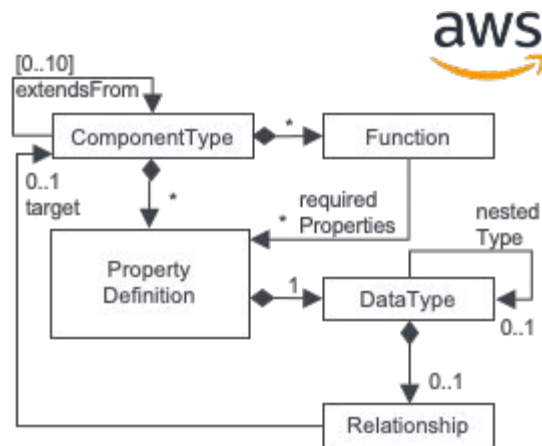 aws
[0..10]
extendsFrom
ComponentType
*
Function
0..1
target
*
required
* Properties
nested
Type
Property
Definition
1
DataType
0..1
0..1
Relationship